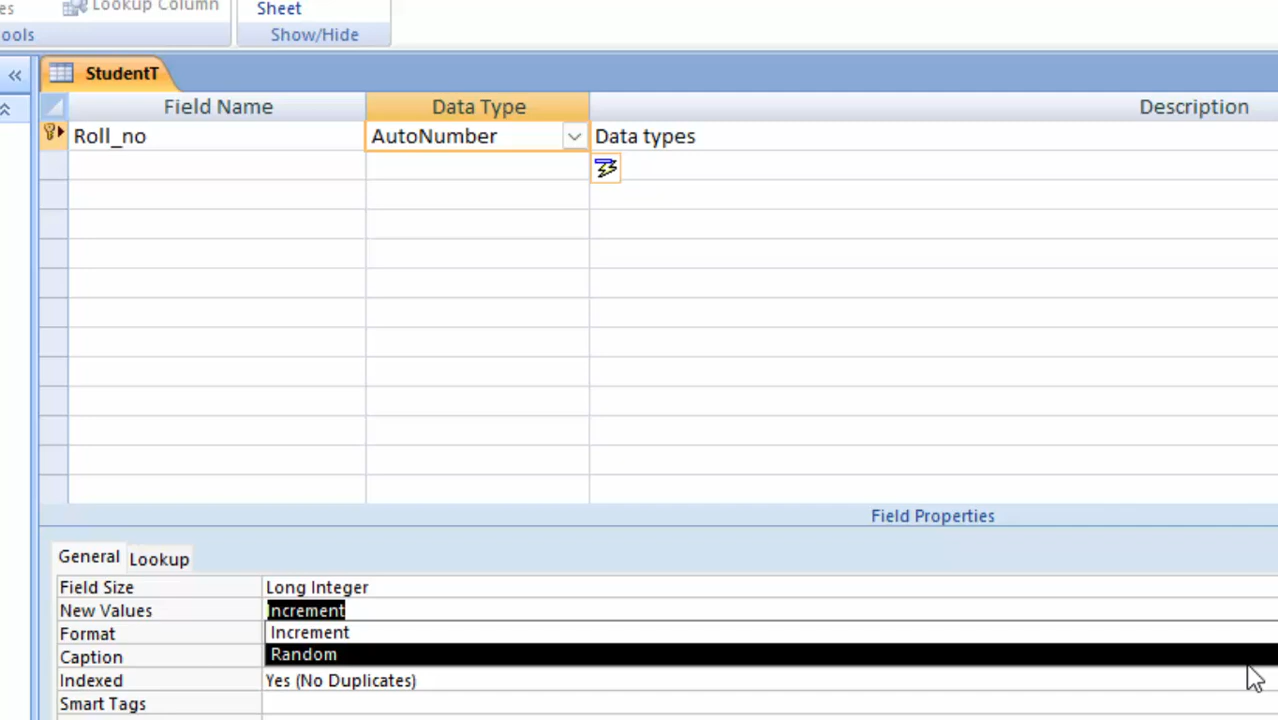 Lookup Column
Sheet
ools
Show/Hide
StudentT
Field Name Data Type Description
Roll_no AutoNumber Data types
Field Properties
General Lookup
Field Size Long Integer
New Values Increment
Format Increment
Caption Random
Indexed Yes (No Duplicates)
Smart Tags